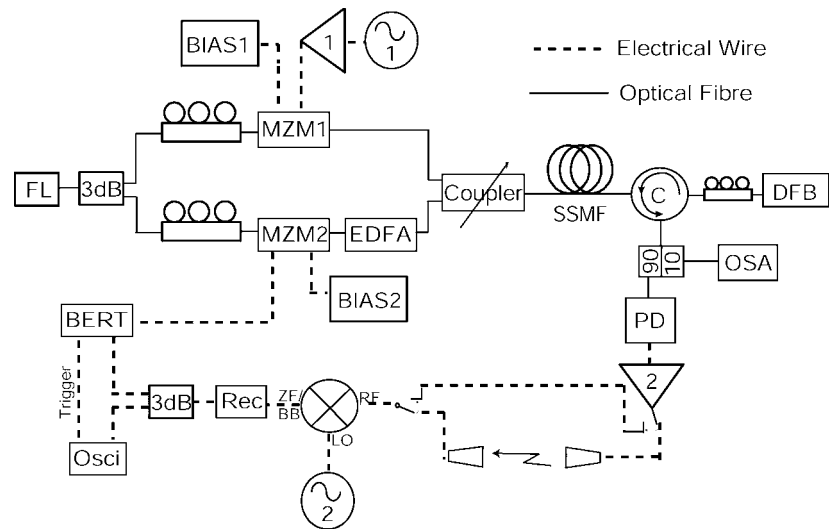 BIAS1
1
1
Electrical Wire
Optical Fibre
MZM1
FL
3dB
Coupler
SSMF
C
DFB
MZM2
EDFA
90
10
OSA
BIAS2
PD
BERT
2
Trigger
3dB
Rec
ZF/
BB
RF
LO
Osci
2